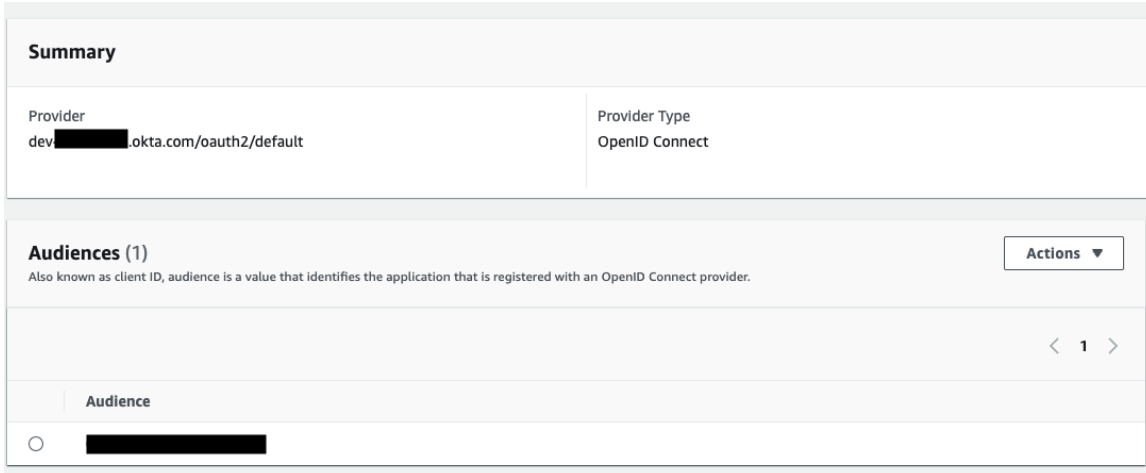 Summary
Provider
Provider Type
dev- .okta.com/oauth2/default
OpenID Connect
Audiences (1)
Actions ▼
Also known as client ID, audience is a value that identifies the application that is registered with an OpenID Connect provider.
< 1 >
Audience